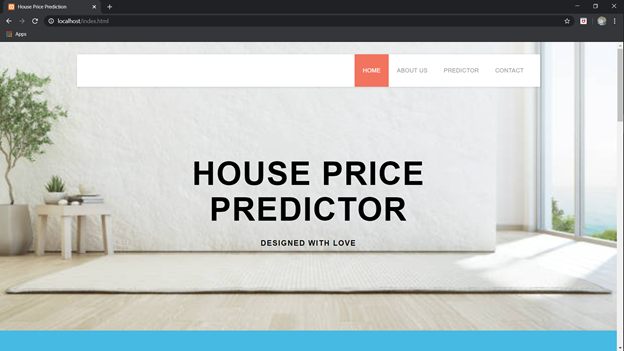 House Price Prediction
localhost/index.html
Apps
HOME ABOUT US PREDICTOR CONTACT
HOUSE PRICE
PREDICTOR
DESIGNED WITH LOVE